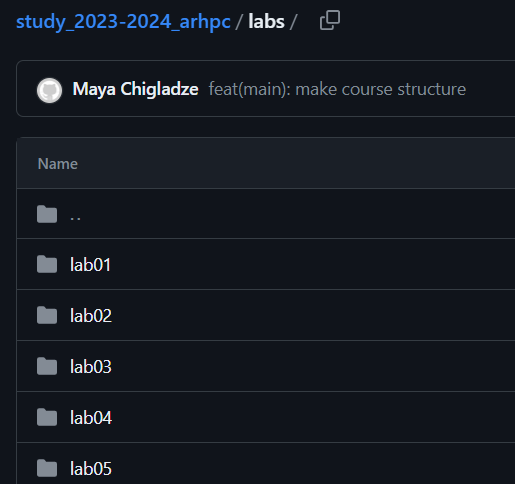 study_2023-2024_arhpc / labs /
Maya Chigladze feat(main): make course structure
Name
..
lab01
lab02
lab03
lab04
lab05